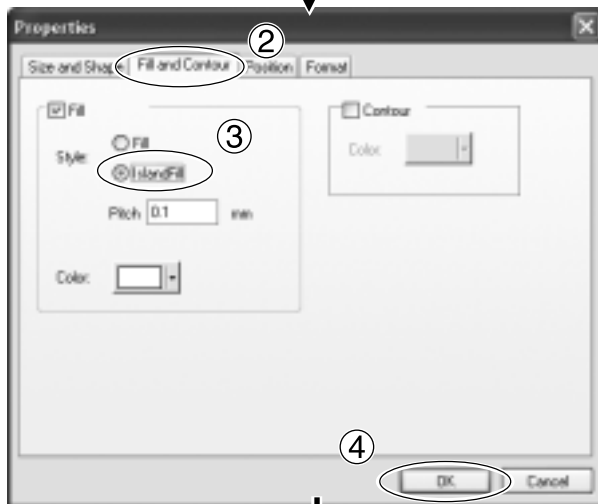 Properties
②
Size and Shape Fill and Contour Position Format
Fill
Contour
③
Style:
Fill
IslandFill
Color:
Pitch 0.1 mm
Color:
④
OK
Cancel